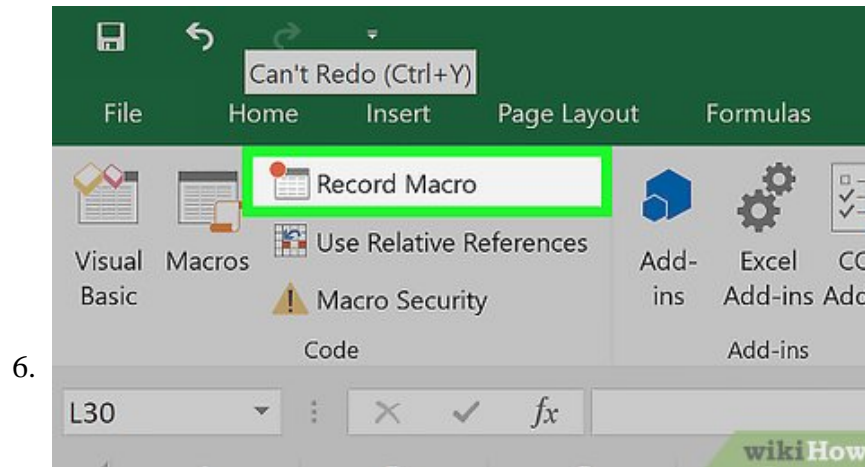 Can't Redo (Ctrl+Y)
File Home Insert Page Layout Formulas
Record Macro
Use Relative References
Macro Security
Visual Basic
Macros
Add-ins
Excel Add-ins
Code
Add-ins
6.
L30
fx
wikiHow